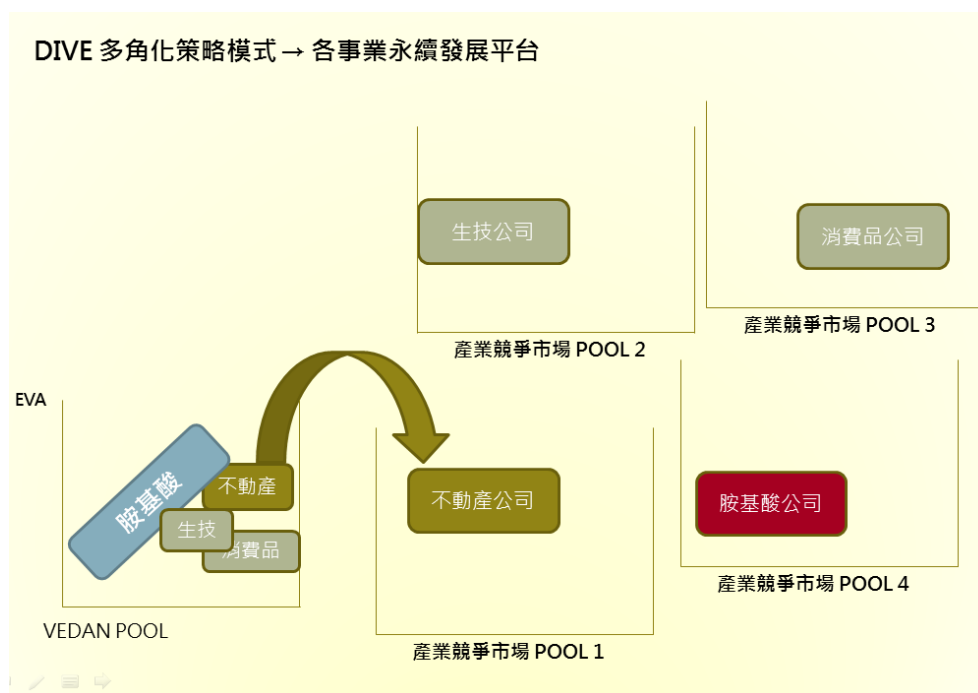 DIVE 多角化策略模式→ 各事業永續發展平台
生技公司
消費品公司
產業競爭市場 POOL 3
產業競爭市場 POOL 2
EVA
胺基酸
不動產
生技
消費品
VEDAN POOL
不動產公司
產業競爭市場 POOL 1
胺基酸公司
產業競爭市場 POOL 4